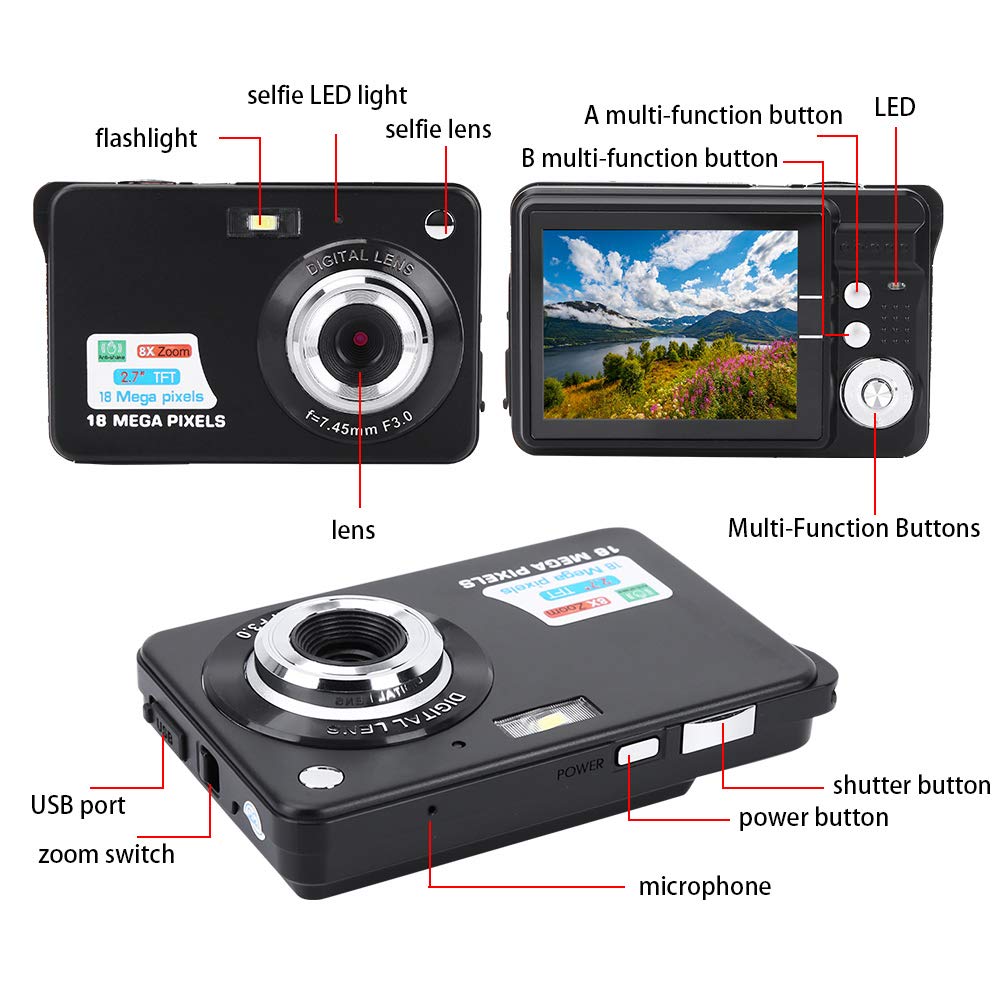 selfie LED light
flashlight
selfie lens
A multi-function button
LED
B multi-function button
DIGITAL LENS
Anti-shake
8X Zoom
2.7" TFT
18 Mega pixels
18 MEGA PIXELS
f=7.45mm F3.0
lens
Multi-Function Buttons
18 MEGA PIXELS
18 Mega pixels
2.7" TFT
8X Zoom
F3.0
DIGITAL LENS
USB
POWER
USB port
zoom switch
shutter button
power button
microphone